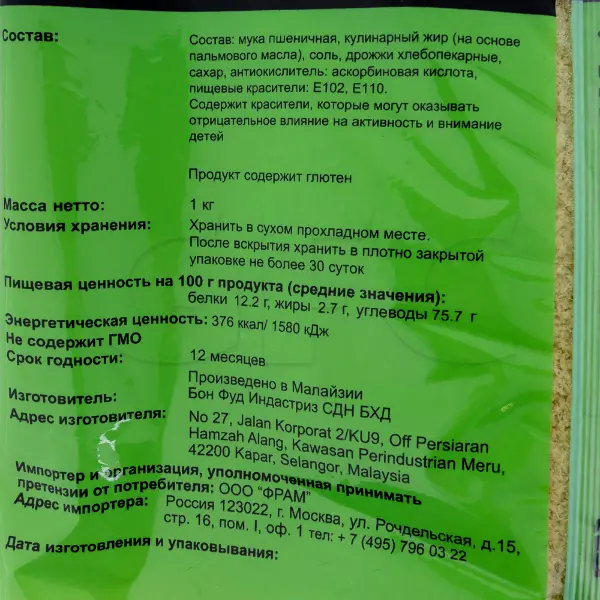 Состав: Состав: мука пшеничная, кулинарный жир (на основе
пальмового масла), соль, дрожжи хлебопекарные,
сахар, антиокислитель: аскорбиновая кислота,
пищевые красители: Е102, Е110.
Содержит красители, которые могут оказывать
отрицательное влияние на активность и внимание
детей
Продукт содержит глютен
Масса нетто: 1 кг
Условия хранения: Хранить в сухом прохладном месте.
После вскрытия хранить в плотно закрытой
упаковке не более 30 суток
Пищевая ценность на 100 г продукта (средние значения):
белки 12.2 г, жиры 2.7 г, углеводы 75.7 г
Энергетическая ценность: 376 ккал/ 1580 кДж
Не содержит ГМО
Срок годности: 12 месяцев
Произведено в Малайзии
Изготовитель: Бон Фуд Индастриз СДН БХД
Адрес изготовителя: No 27, Jalan Korporat 2/KU9, Off Persiaran
Hamzah Alang, Kawasan Perindustrian Meru,
42200 Kapar, Selangor, Malaysia
Импортер и организация, уполномоченная принимать
претензии от потребителя: ООО "ФРАМ"
Адрес импортера: Россия 123022, г. Москва, ул. Рочдельская, д.15,
стр. 16, пом. I, оф. 1 тел: + 7 (495) 796 03 22
Дата изготовления и упаковывания: